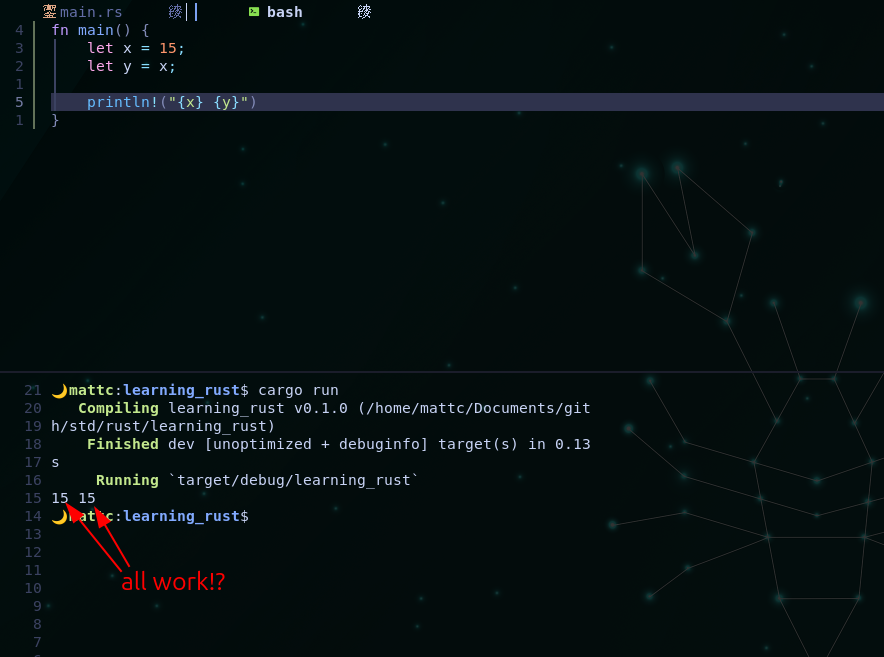 main.rs bash
4 fn main() {
3 let x = 15;
2 let y = x;
1
5 println!("{x} {y}")
1 }
21 mattc:learning_rust$ cargo run
20 Compiling learning_rust v0.1.0 (/home/mattc/Documents/git
19 h/std/rust/learning_rust)
18 Finished dev [unoptimized + debuginfo] target(s) in 0.13
17 s
16 Running `target/debug/learning_rust`
15 15 15
14 mattc:learning_rust$
13
12
11
all work!?
10
9
8
7